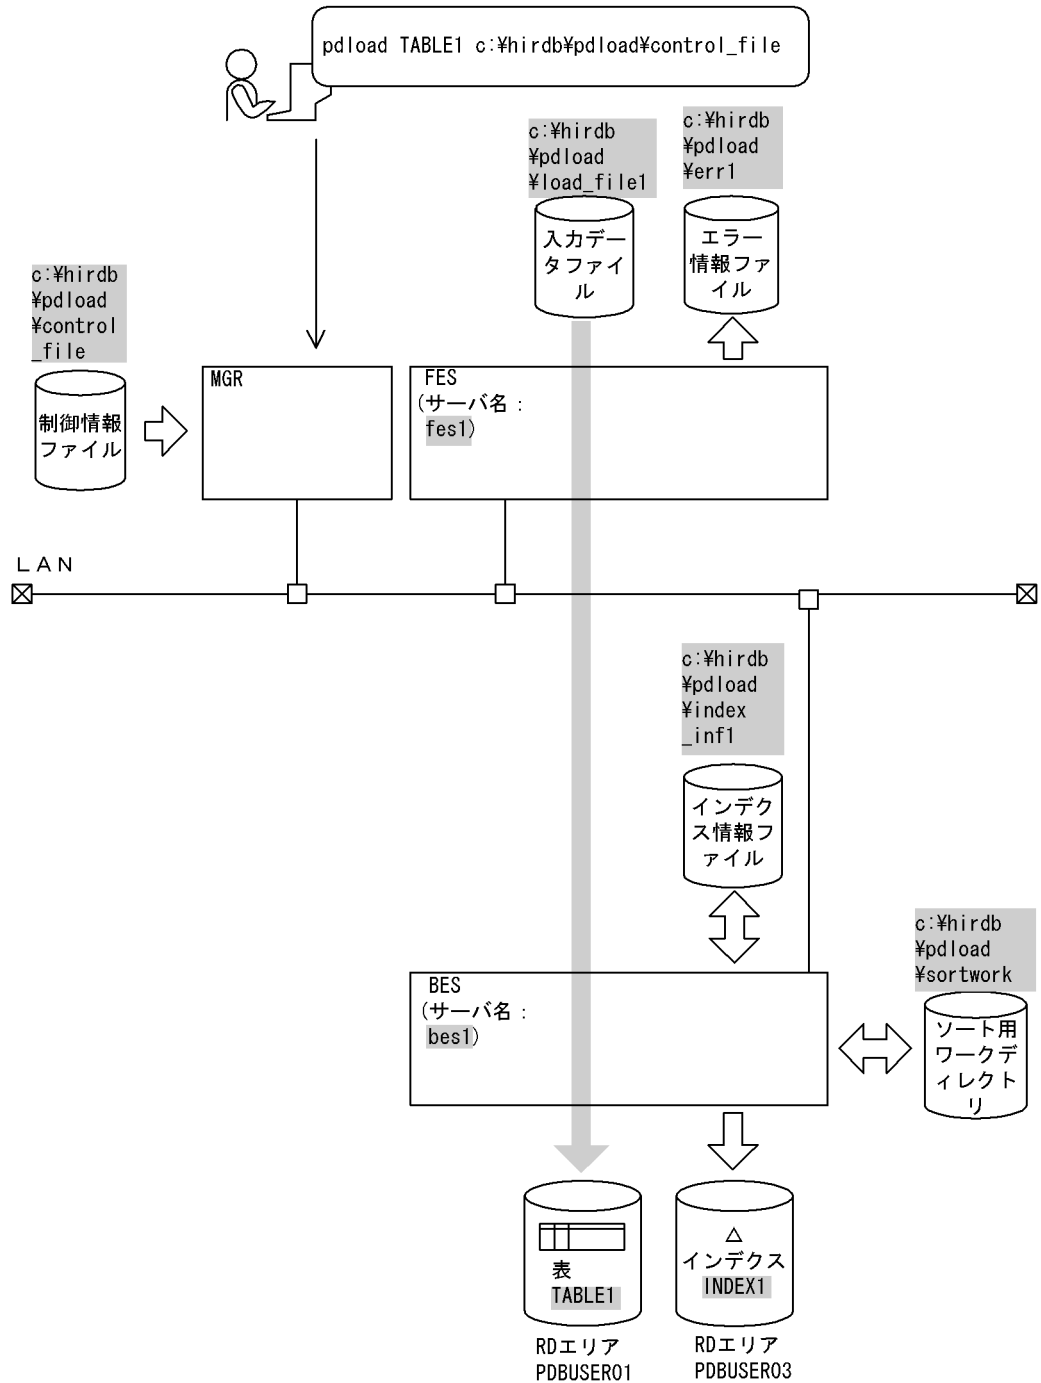 pdload TABLE1 c:¥hirdb¥pdload¥control_file
c:¥hirdb
¥pdload
¥load_file1
c:¥hirdb
¥pdload
¥err1
入力デー
タファイ
ル
エラー
情報ファ
イル
c:¥hirdb
¥pdload
¥control
_file
制御情報
ファイル
MGR
FES
(サーバ名：
fes1)
ＬＡＮ
c:¥hirdb
¥pdload
¥index
_inf1
インデク
ス情報フ
ァイル
c:¥hirdb
¥pdload
¥sortwork
BES
(サーバ名：
bes1)
ソート用
ワークデ
ィレクト
リ
表
TABLE1
インデクス
INDEX1
RDエリア
PDBUSER01
RDエリア
PDBUSER03